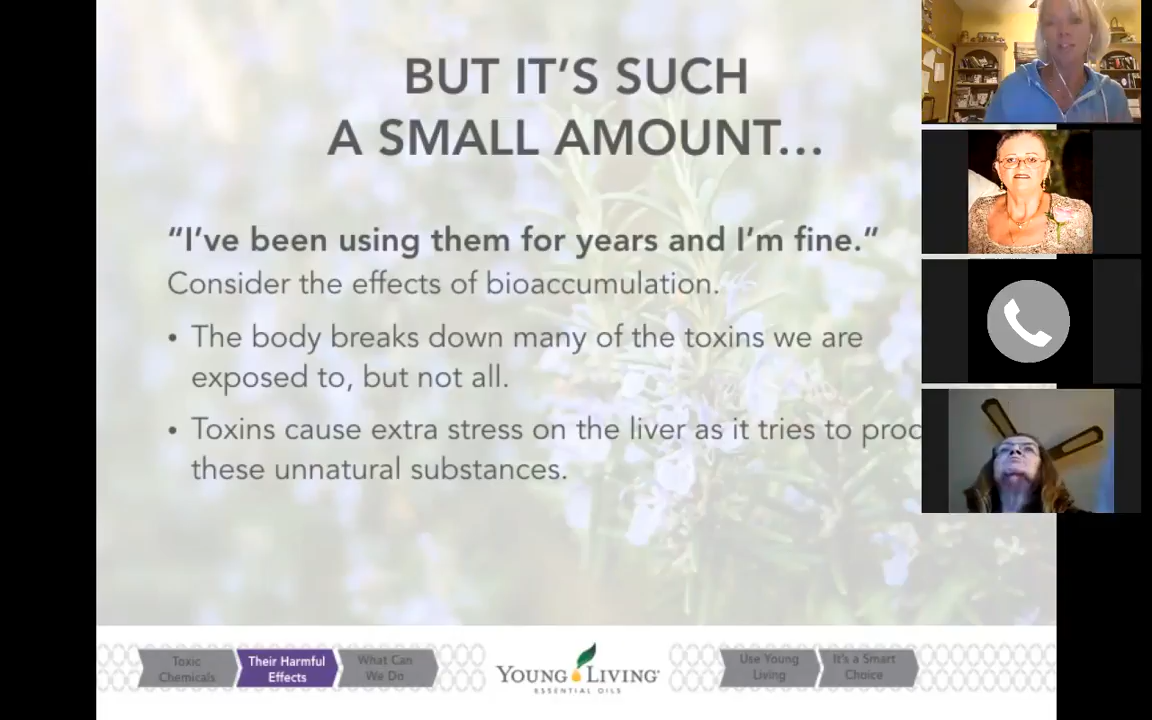 BUT IT'S SUCH
A SMALL AMOUNT...
"I've been using them for years and I'm fine."
Consider the effects of bioaccumulation.
• The body breaks down many of the toxins we are
exposed to, but not all.
• Toxins cause extra stress on the liver as it tries to
these unnatural substances.
Toxic
Chemicals
Their Harmful
Effects
What Can
We Do
YOUNG LIVING
ESSENTIAL OILS
Use Young
Living
It's a Smart
Choice